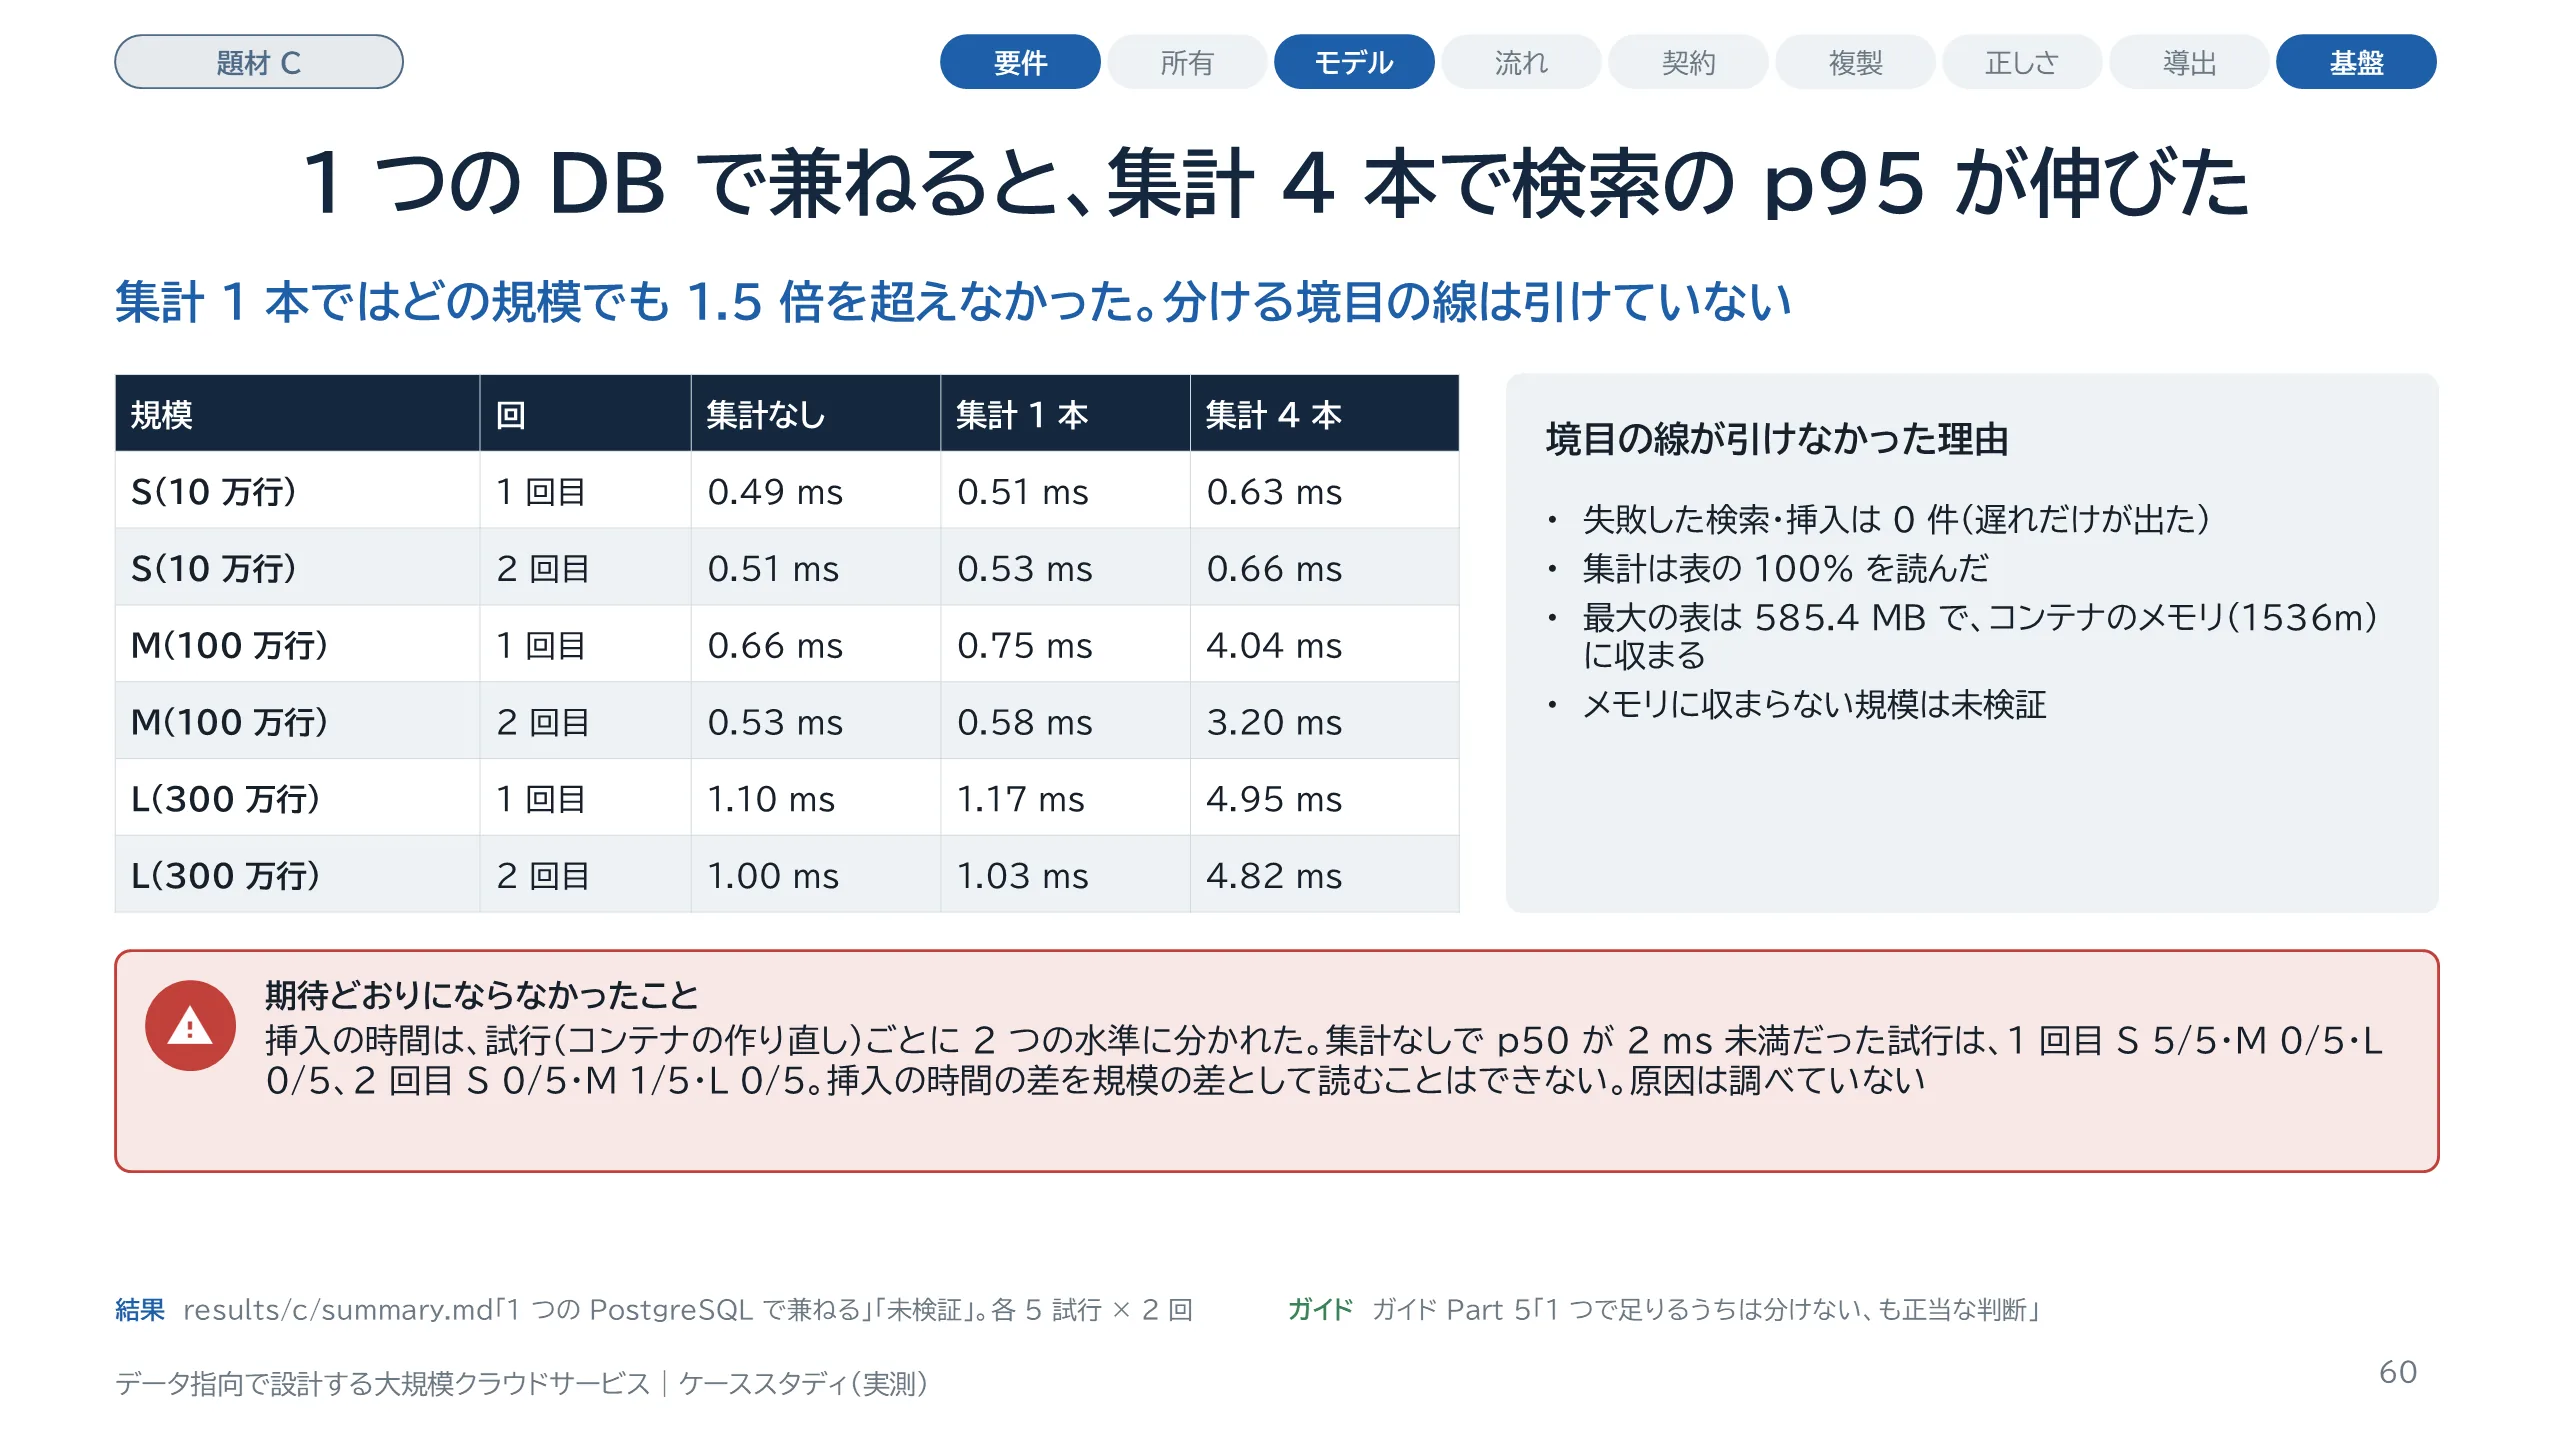 題材 C
要件 所有 モデル 流れ 契約 複製 正しさ 導出 基盤
1 つの DB で兼ねると、集計 4 本で検索の p95 が伸びた
集計 1 本ではどの規模でも 1.5 倍を超えなかった。分ける境目の線は引けていない
規模 回 集計なし 集計 1 本 集計 4 本
S(10 万行) 1 回目 0.49 ms 0.51 ms 0.63 ms
S(10 万行) 2 回目 0.51 ms 0.53 ms 0.66 ms
M(100 万行) 1 回目 0.66 ms 0.75 ms 4.04 ms
M(100 万行) 2 回目 0.53 ms 0.58 ms 3.20 ms
L(300 万行) 1 回目 1.10 ms 1.17 ms 4.95 ms
L(300 万行) 2 回目 1.00 ms 1.03 ms 4.82 ms
境目の線が引けなかった理由
• 失敗した検索・挿入は 0 件(遅れだけが出た)
• 集計は表の 100% を読んだ
• 最大の表は 585.4 MB で、コンテナのメモリ(1536m)
に収まる
• メモリに収まらない規模は未検証
期待どおりにならなかったこと
挿入の時間は、試行(コンテナの作り直し)ごとに 2 つの水準に分かれた。集計なしで p50 が 2 ms 未満だった試行は、1 回目 S 5/5・M 0/5・L
0/5、2 回目 S 0/5・M 1/5・L 0/5。挿入の時間の差を規模の差として読むことはできない。原因は調べていない
結果 results/c/summary.md「1 つの PostgreSQL で兼ねる」「未検証」。各 5 試行 × 2 回
ガイド ガイド Part 5「1 つで足りるうちは分けない、も正当な判断」
データ指向で設計する大規模クラウドサービス｜ケーススタディ(実測)
60